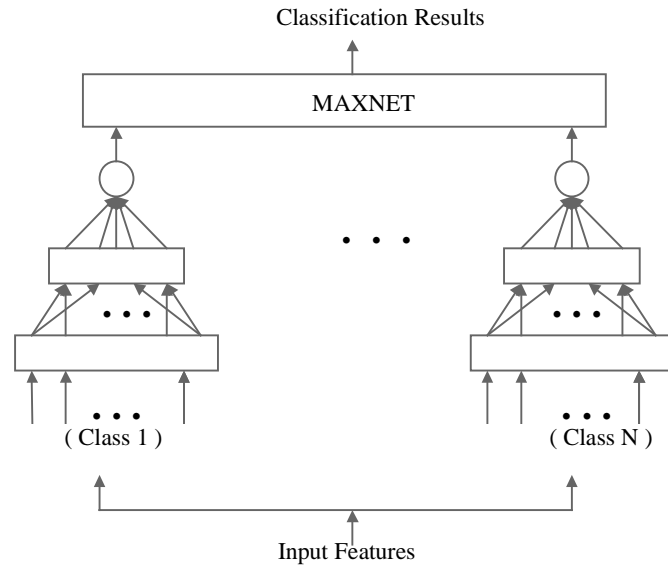 Classification Results
MAXNET
( Class 1 )
( Class N )
Input Features